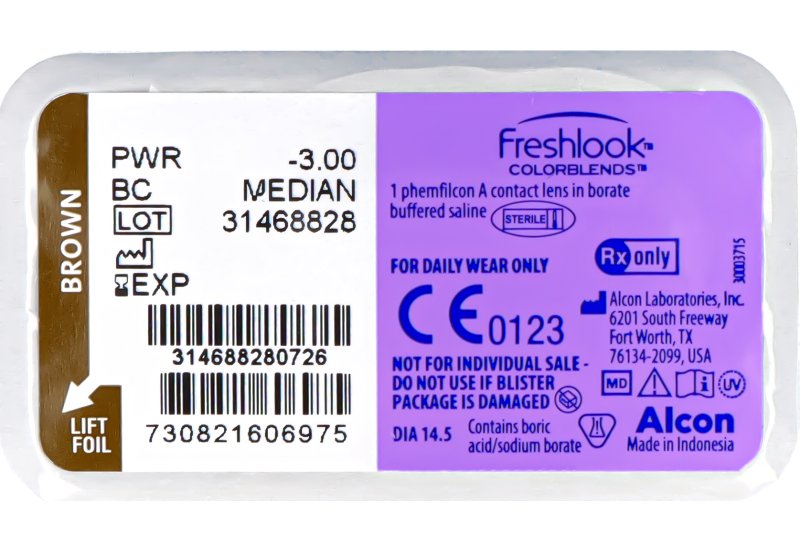 BROWN
LIFT
FOIL
PWR -3.00
BC MEDIAN
LOT 31468828
EXP
314688280726
730821606975
Freshlook™
COLORBLENDS™
1 phemfilcon A contact lens in borate
buffered saline STERILE
Rx only
30003715
FOR DAILY WEAR ONLY
CE 0123
Alcon Laboratories, Inc.
6201 South Freeway
Fort Worth, TX
76134-2099, USA
NOT FOR INDIVIDUAL SALE -
DO NOT USE IF BLISTER
PACKAGE IS DAMAGED
MD
i
UV
DIA 14.5
Contains boric
acid/sodium borate
Alcon
Made in Indonesia